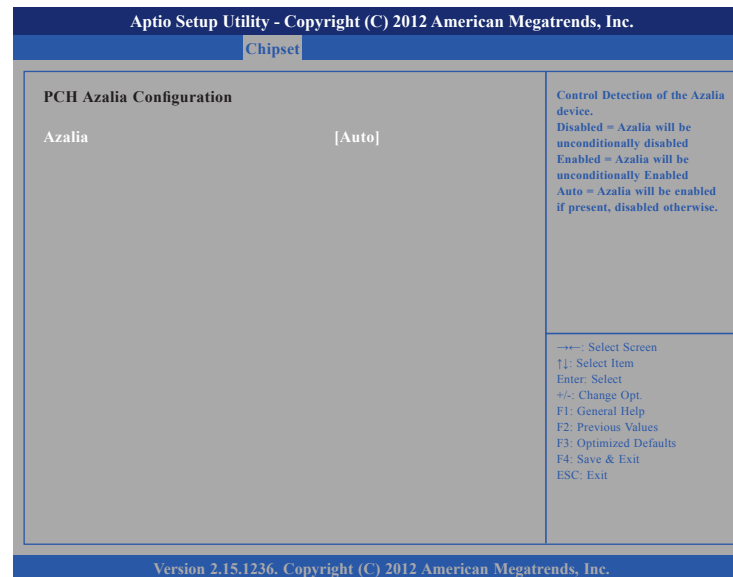 Aptio Setup Utility - Copyright (C) 2012 American Megatrends, Inc.
Chipset
PCH Azalia Configuration
Azalia [Auto]
Control Detection of the Azalia
device.
Disabled = Azalia will be
unconditionally disabled
Enabled = Azalia will be
unconditionally Enabled
Auto = Azalia will be enabled
if present, disabled otherwise.
→←: Select Screen
↑↓: Select Item
Enter: Select
+/-: Change Opt.
F1: General Help
F2: Previous Values
F3: Optimized Defaults
F4: Save & Exit
ESC: Exit
Version 2.15.1236. Copyright (C) 2012 American Megatrends, Inc.